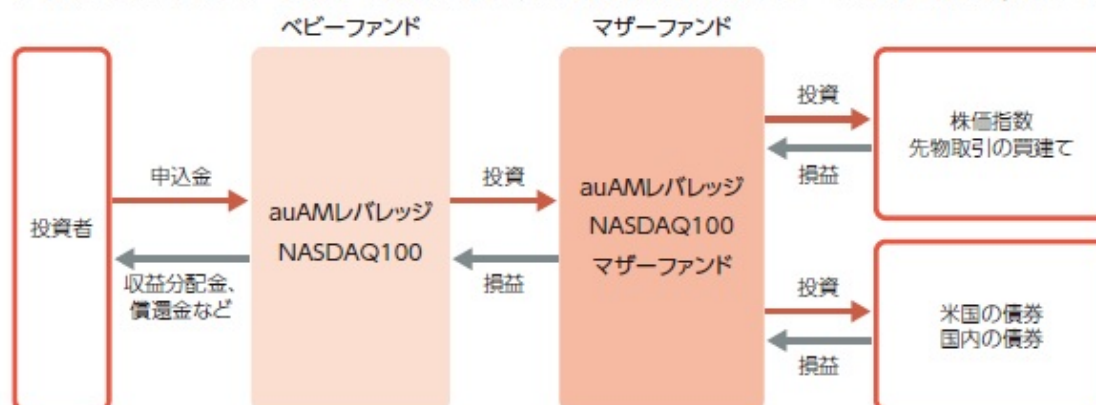 ベビーファンド
マザーファンド
投資者
申込金
収益分配金、
償還金など
auAMレバレッジ
NASDAQ100
投資
損益
auAMレバレッジ
NASDAQ100
マザーファンド
投資
損益
株価指数
先物取引の買建て
投資
損益
米国の債券
国内の債券